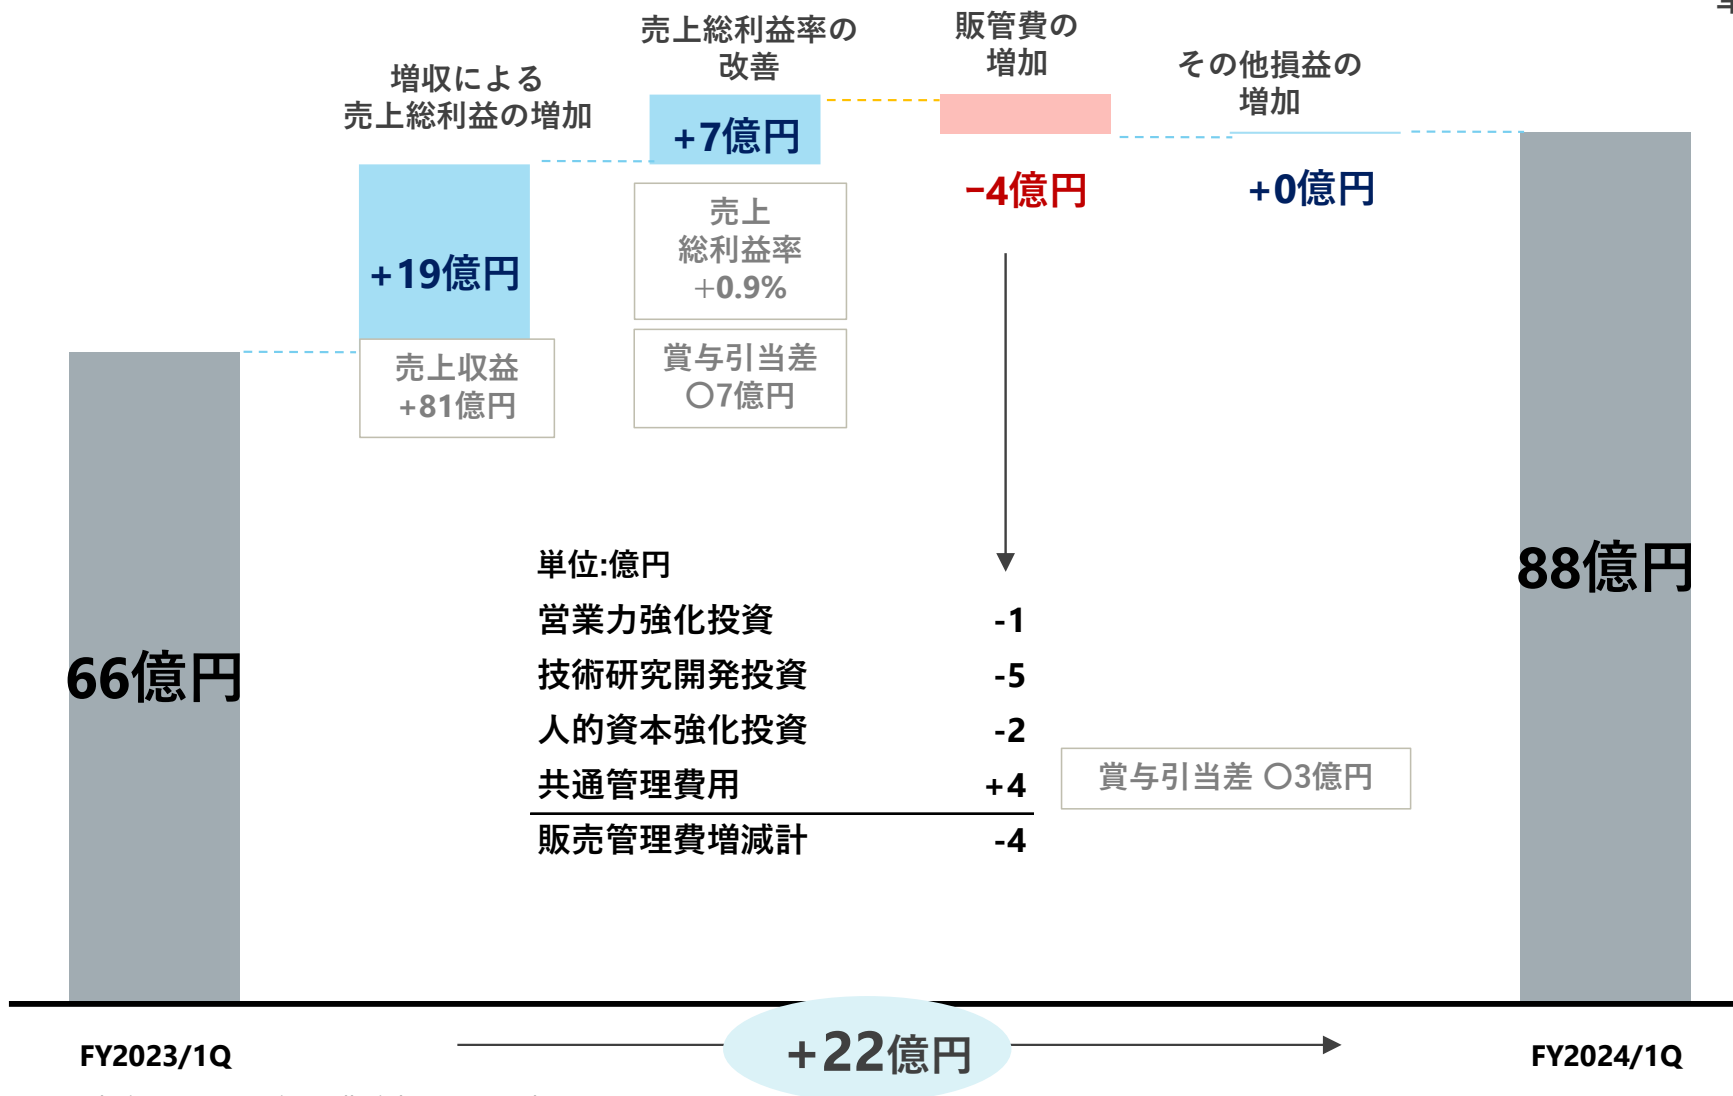 増収による
売上総利益の増加
売上総利益率の
改善
販管費の
増加
その他損益の
増加
+19億円
+7億円
−4億円
+0億円
売上収益
+81億円
売上
総利益率
+0.9%
賞与引当差
〇7億円
66億円
88億円
単位:億円
営業力強化投資 -1
技術研究開発投資 -5
人的資本強化投資 -2
共通管理費用 +4
販売管理費増減計 -4
賞与引当差 〇3億円
FY2023/1Q
+22億円
FY2024/1Q